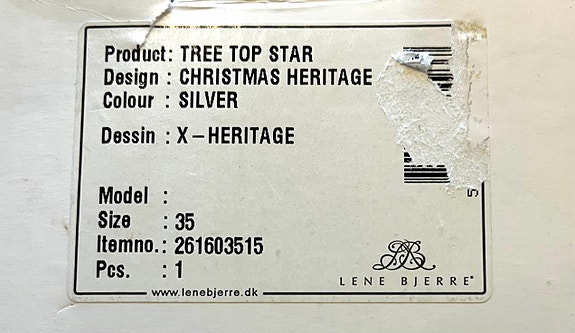 Product: TREE TOP STAR
Design : CHRISTMAS HERITAGE
Colour : SILVER
Dessin : X-HERITAGE
Model :
Size : 35
Itemno.: 261603515
Pcs. : 1
5
LENE BJERRE®
www.lenebjerre.dk